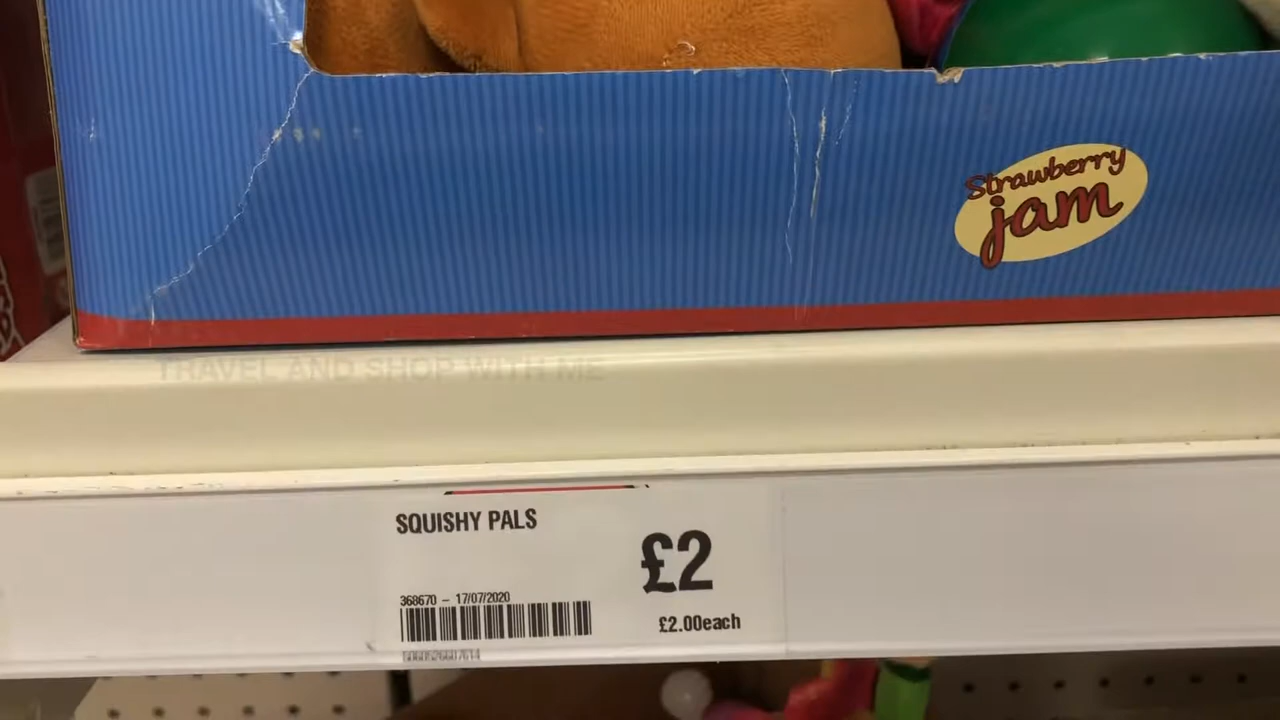 Strawberry
jam
TRAVEL AND SHOP WITH ME
SQUISHY PALS
£2
368670 - 17/07/2020
£2.00each